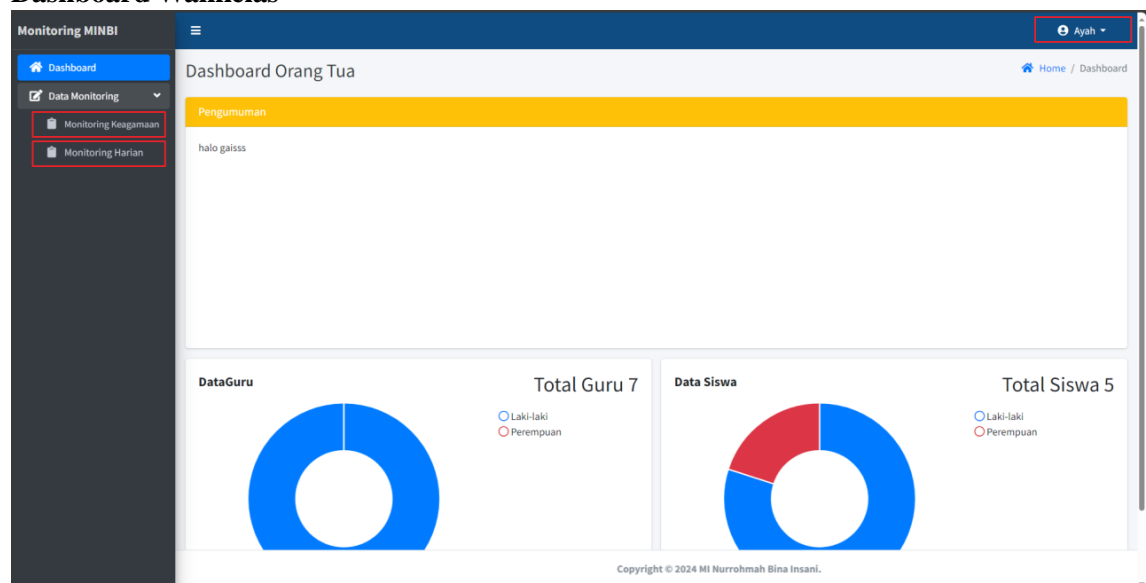 Dashboard Walikelas
Monitoring MINBI
Ayah
Dashboard
Data Monitoring
Monitoring Keagamaan
Monitoring Harian
Dashboard Orang Tua
Home / Dashboard
Pengumuman
halo gaisss
DataGuru
Total Guru 7
Laki-laki
Perempuan
Data Siswa
Total Siswa 5
Laki-laki
Perempuan
Copyright © 2024 MI Nurrohmah Bina Insani.